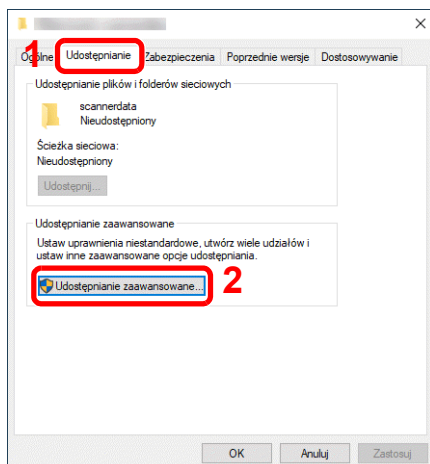 1
Ogólne Udostępnianie Zabezpieczenia Poprzednie wersje Dostosowywanie
Udostępnianie plików i folderów sieciowych
scannerdata
Nieudostępniony
Ścieżka sieciowa:
Nieudostępniony
Udostępnij...
Udostępnianie zaawansowane
Ustaw uprawnienia niestandardowe, utwórz wiele udziałów i
ustaw inne zaawansowane opcje udostępniania.
Udostępnianie zaawansowane... 2
OK Anuluj Zastosuj